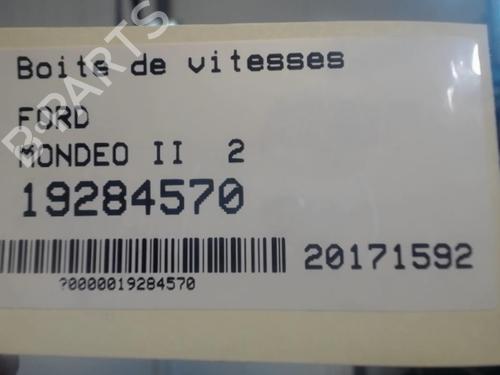 Boite de vitesses
FORD
MONDEO II 2
19284570
20171592
?0000019284570
B-PARTS